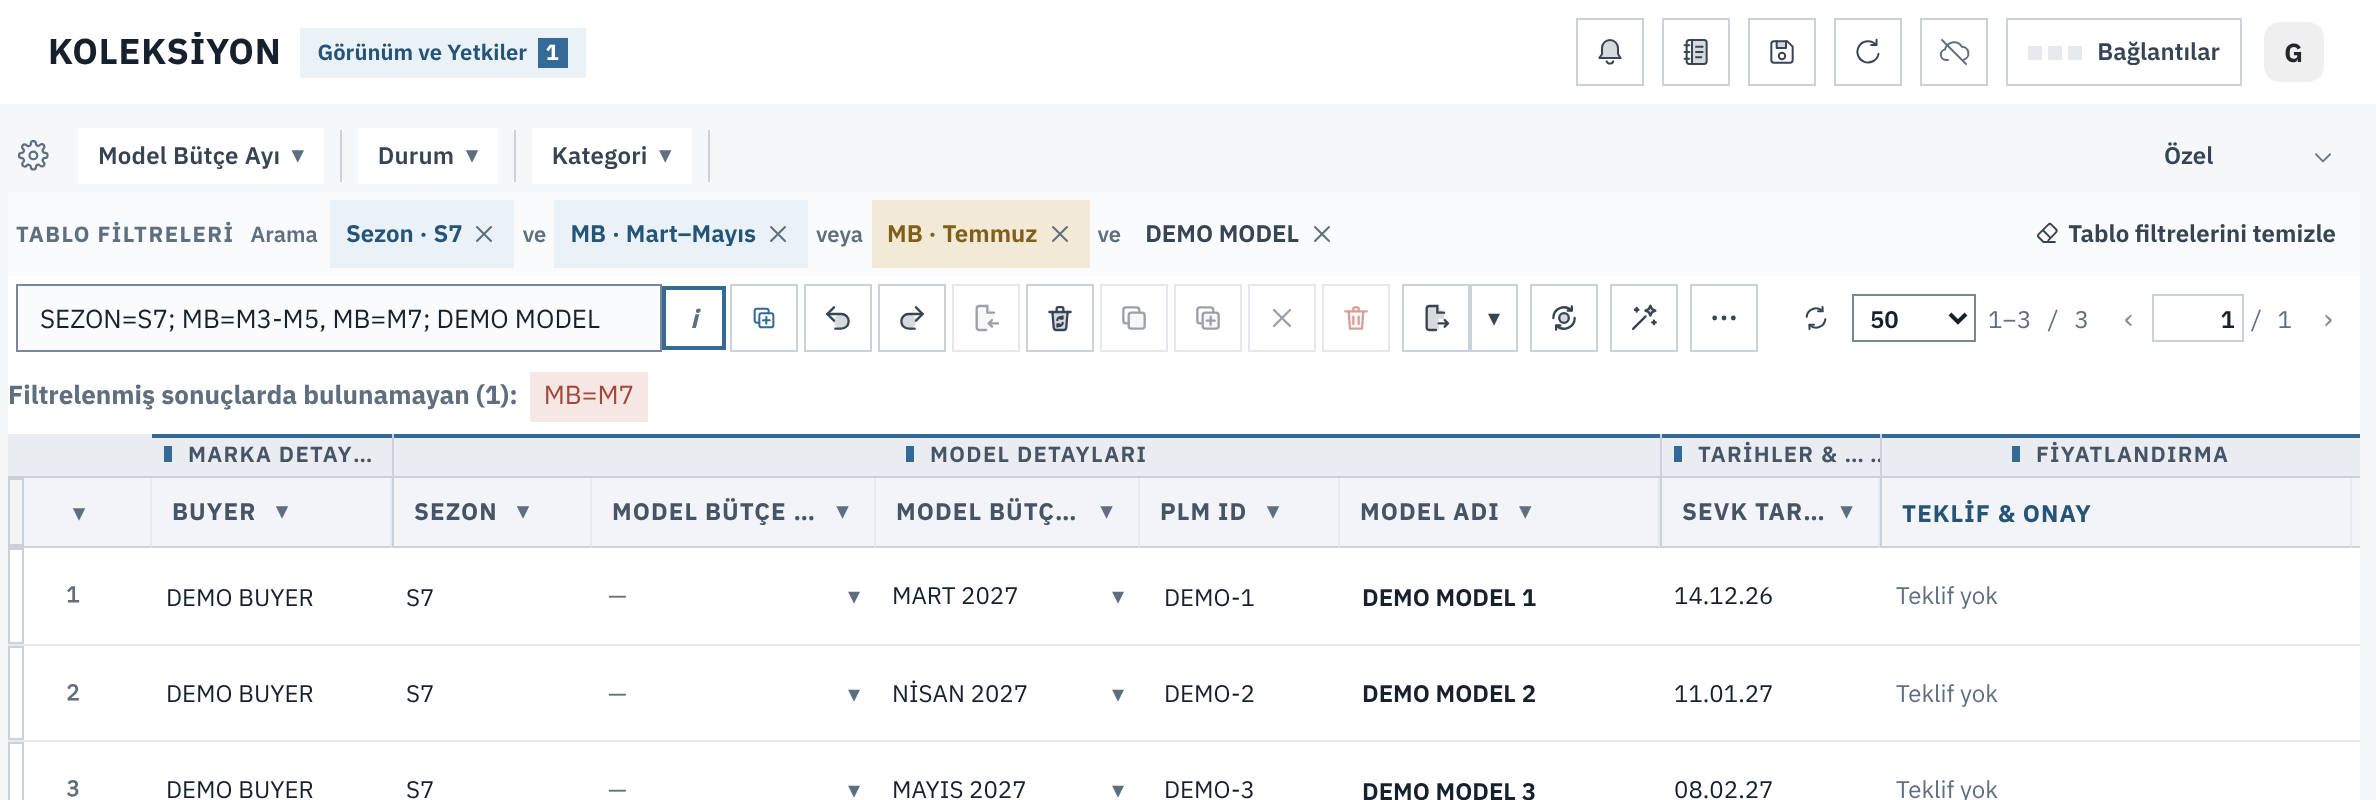 KOLEKSİYON Görünüm ve Yetkiler 1 Bağlantılar G
Model Bütçe Ayı ▼ Durum ▼ Kategori ▼ Özel
TABLO FİLTRELERİ Arama Sezon · S7 × ve MB · Mart–Mayıs × veya MB · Temmuz × ve DEMO MODEL × Tablo filtrelerini temizle
SEZON=S7; MB=M3-M5, MB=M7; DEMO MODEL i ▼ ... 50 1–3 / 3 ‹ 1 / 1 ›
Filtrelenmiş sonuçlarda bulunamayan (1): MB=M7
MARKA DETAY... MODEL DETAYLARI TARİHLER & ... .. FİYATLANDIRMA
▼ BUYER ▼ SEZON ▼ MODEL BÜTÇE ... ▼ MODEL BÜTÇ... ▼ PLM ID ▼ MODEL ADI ▼ SEVK TAR... ▼ TEKLİF & ONAY
1 DEMO BUYER S7 — ▼ MART 2027 ▼ DEMO-1 DEMO MODEL 1 14.12.26 Teklif yok
2 DEMO BUYER S7 — ▼ NİSAN 2027 ▼ DEMO-2 DEMO MODEL 2 11.01.27 Teklif yok
3 DEMO BUYER S7 — ▼ MAYIS 2027 ▼ DEMO-3 DEMO MODEL 3 08.02.27 Teklif yok